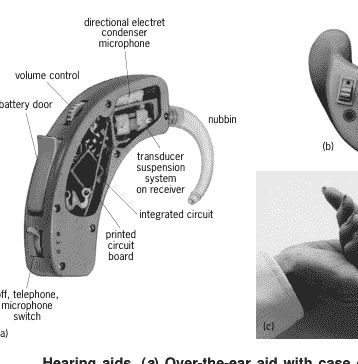 directional electret
condenser
microphone
volume control
battery door
nubbin
(b)
transducer
suspension
system
on receiver
integrated circuit
printed
circuit
board
off, telephone,
microphone
switch
(a)
(c)
Hearing aids. (a) Over-the-ear aid with case